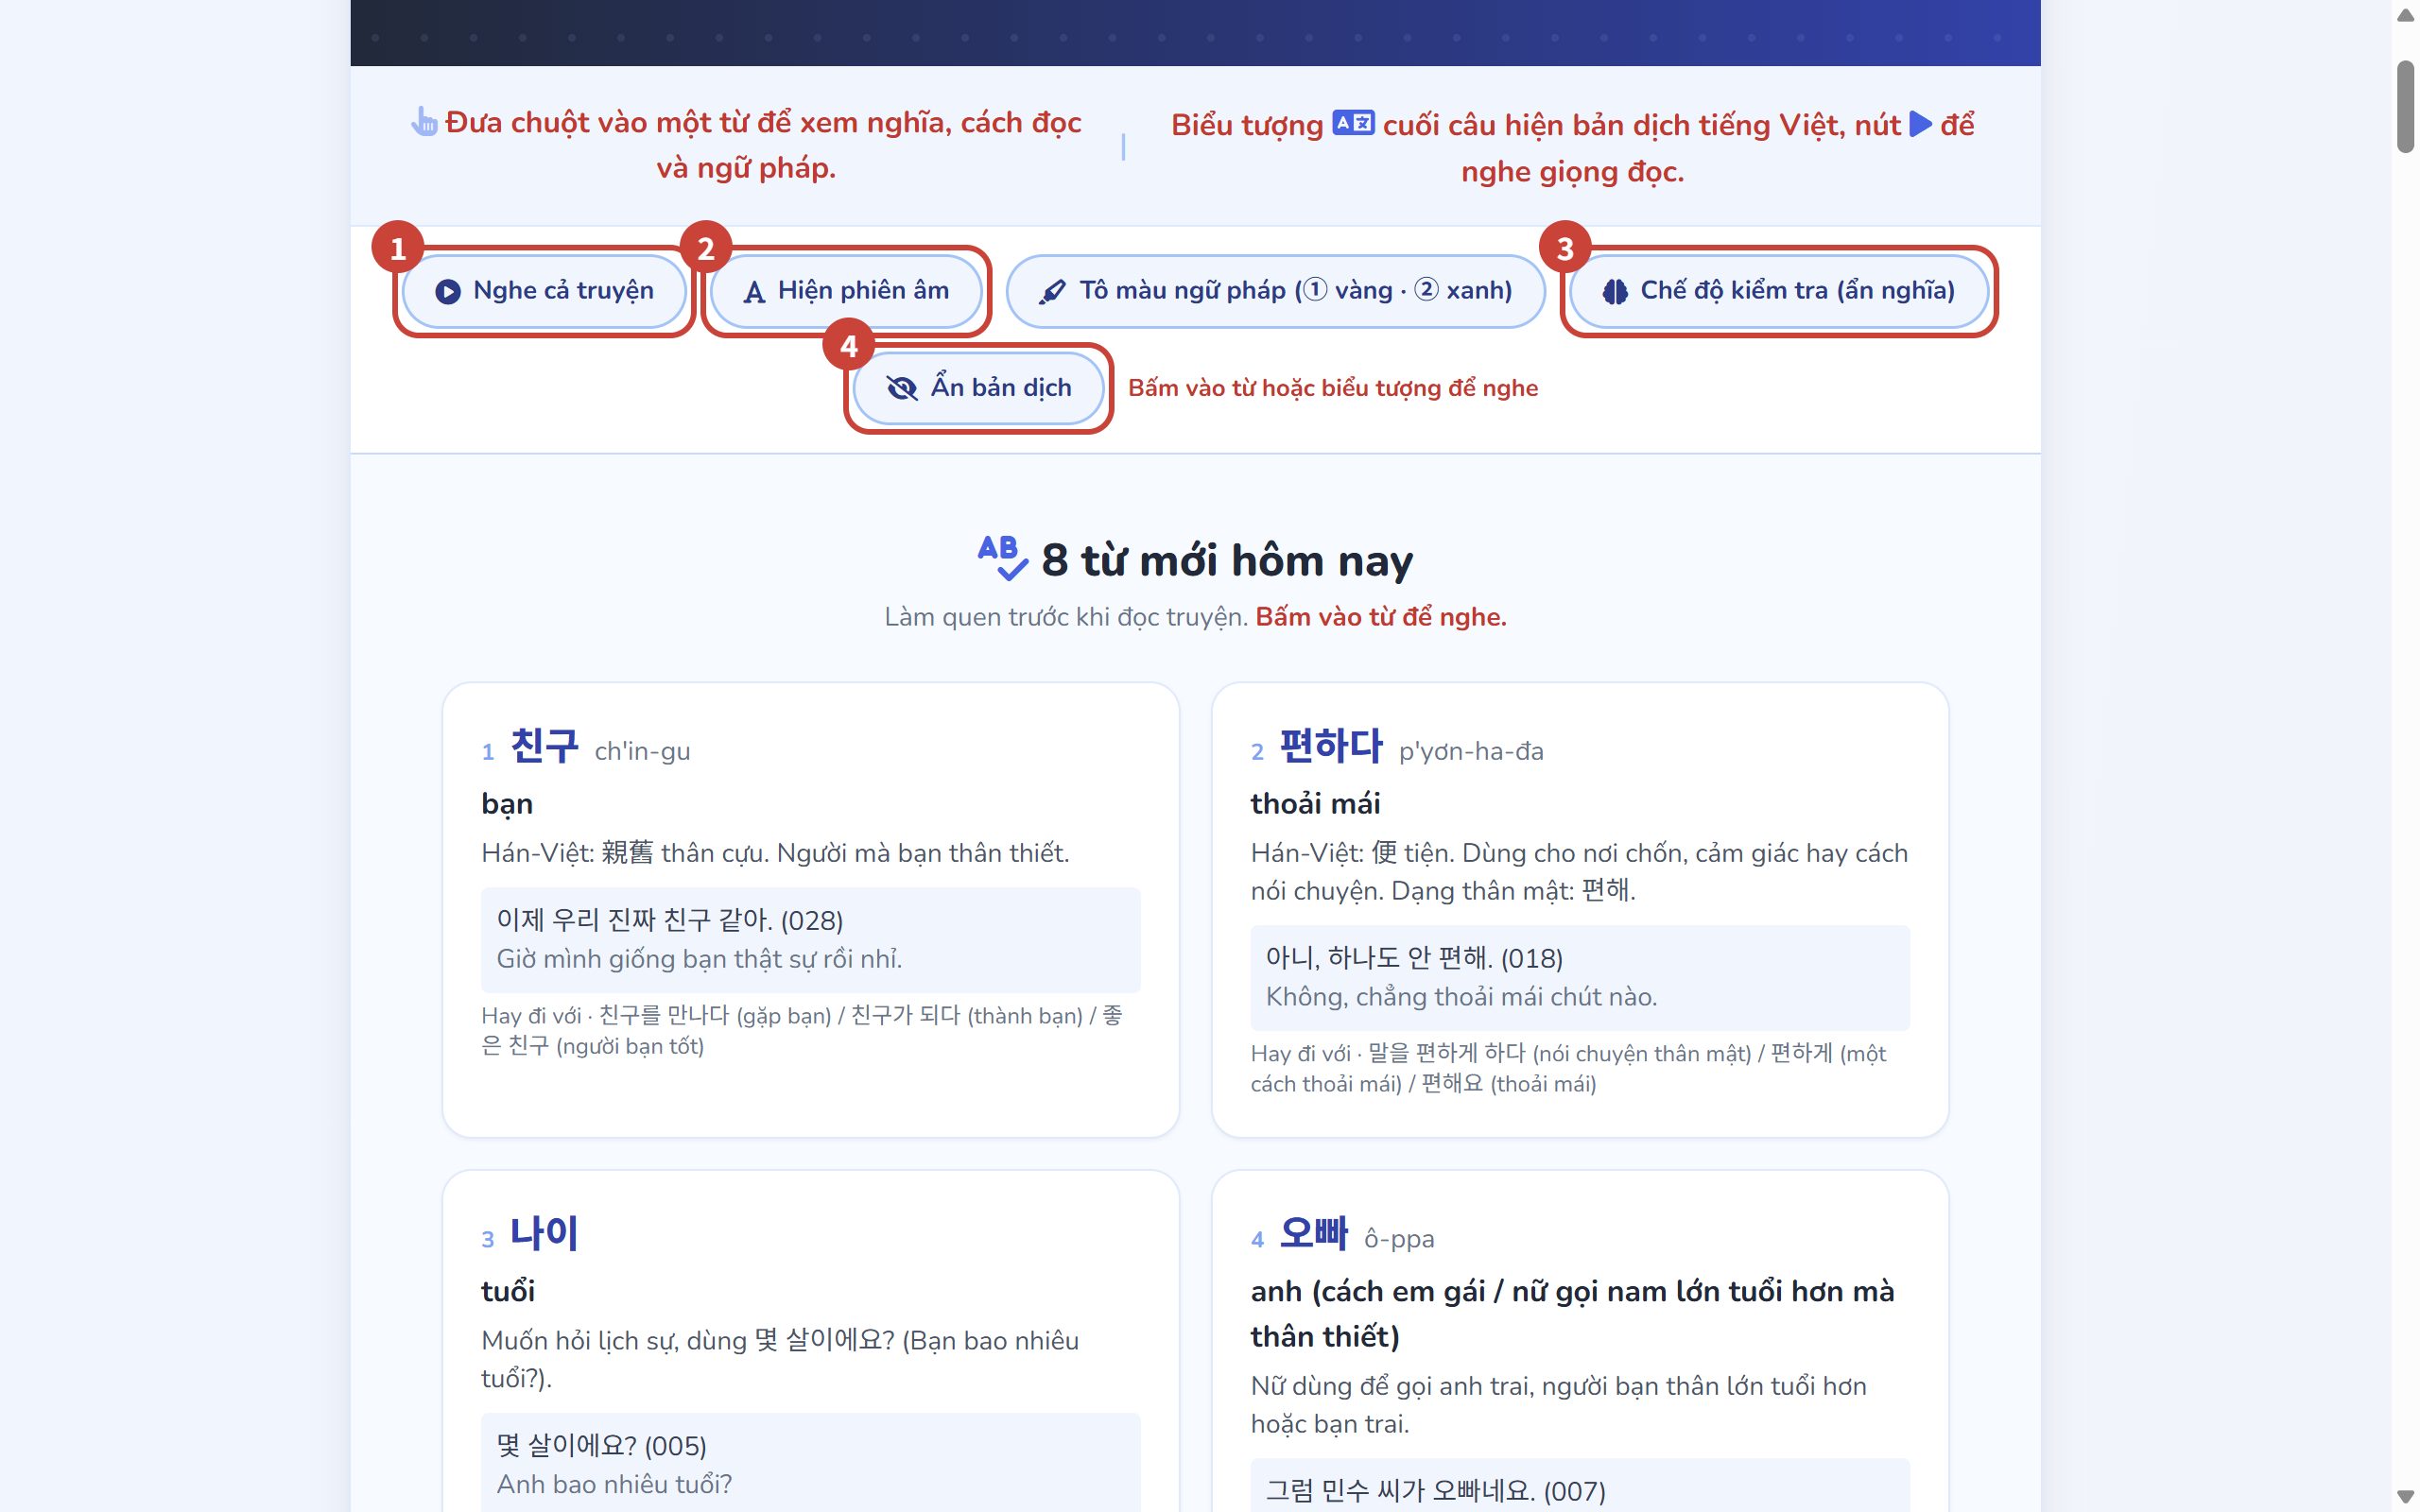 Đưa chuột vào một từ để xem nghĩa, cách đọc
và ngữ pháp.
Biểu tượng cuối câu hiện bản dịch tiếng Việt, nút để
nghe giọng đọc.
1 Nghe cả truyện
2 A Hiện phiên âm
Tô màu ngữ pháp (① vàng · ② xanh)
3 Chế độ kiểm tra (ẩn nghĩa)
4 Ẩn bản dịch
Bấm vào từ hoặc biểu tượng để nghe
AB 8 từ mới hôm nay
Làm quen trước khi đọc truyện. Bấm vào từ để nghe.
1 친구 ch'in-gu
bạn
Hán-Việt: 親舊 thân cựu. Người mà bạn thân thiết.
이제 우리 진짜 친구 같아. (028)
Giờ mình giống bạn thật sự rồi nhỉ.
Hay đi với · 친구를 만나다 (gặp bạn) / 친구가 되다 (thành bạn) / 좋
은 친구 (người bạn tốt)
2 편하다 p'yơn-ha-đa
thoải mái
Hán-Việt: 便 tiện. Dùng cho nơi chốn, cảm giác hay cách
nói chuyện. Dạng thân mật: 편해.
아니, 하나도 안 편해. (018)
Không, chẳng thoải mái chút nào.
Hay đi với · 말을 편하게 하다 (nói chuyện thân mật) / 편하게 (một
cách thoải mái) / 편해요 (thoải mái)
3 나이
tuổi
Muốn hỏi lịch sự, dùng 몇 살이에요? (Bạn bao nhiêu
tuổi?).
몇 살이에요? (005)
Anh bao nhiêu tuổi?
4 오빠 ô-ppa
anh (cách em gái / nữ gọi nam lớn tuổi hơn mà
thân thiết)
Nữ dùng để gọi anh trai, người bạn thân lớn tuổi hơn
hoặc bạn trai.
그럼 민수 씨가 오빠네요. (007)